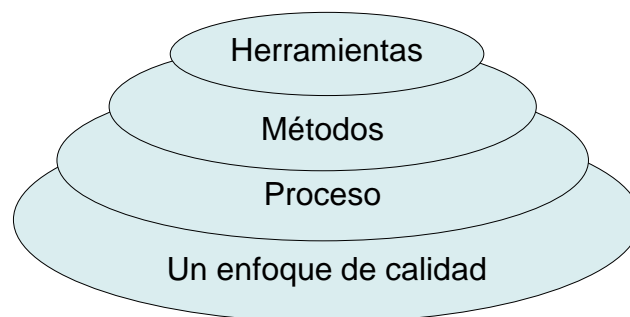 Herramientas
Métodos
Proceso
Un enfoque de calidad